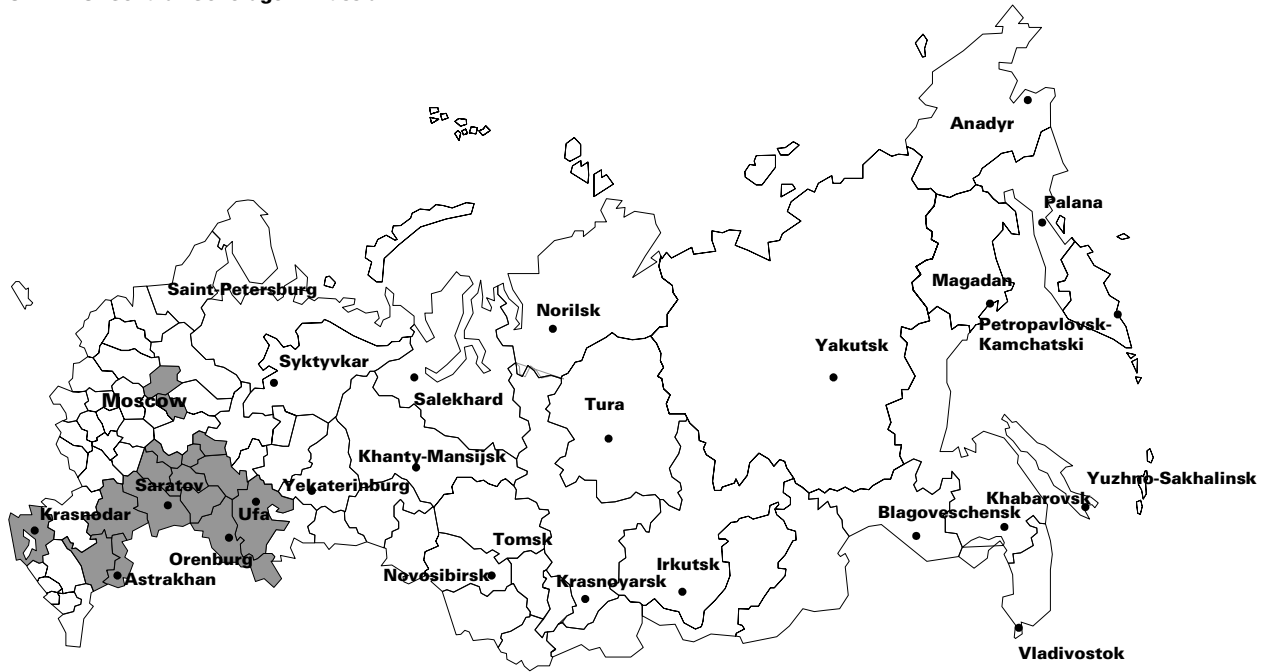 Anadyr
Palana
Saint-Petersburg
Magadan
Norilsk
Petropavlovsk-
Kamchatski
Yakutsk
Syktyvkar
Salekhard
Moscow
Tura
Khanty-Mansijsk
Saratov
Yekaterinburg
Yuzhno-Sakhalinsk
Khabarovsk
Krasnodar
Ufa
Blagoveschensk
Tomsk
Orenburg
Irkutsk
Astrakhan
Novosibirsk
Krasnoyarsk
Vladivostok